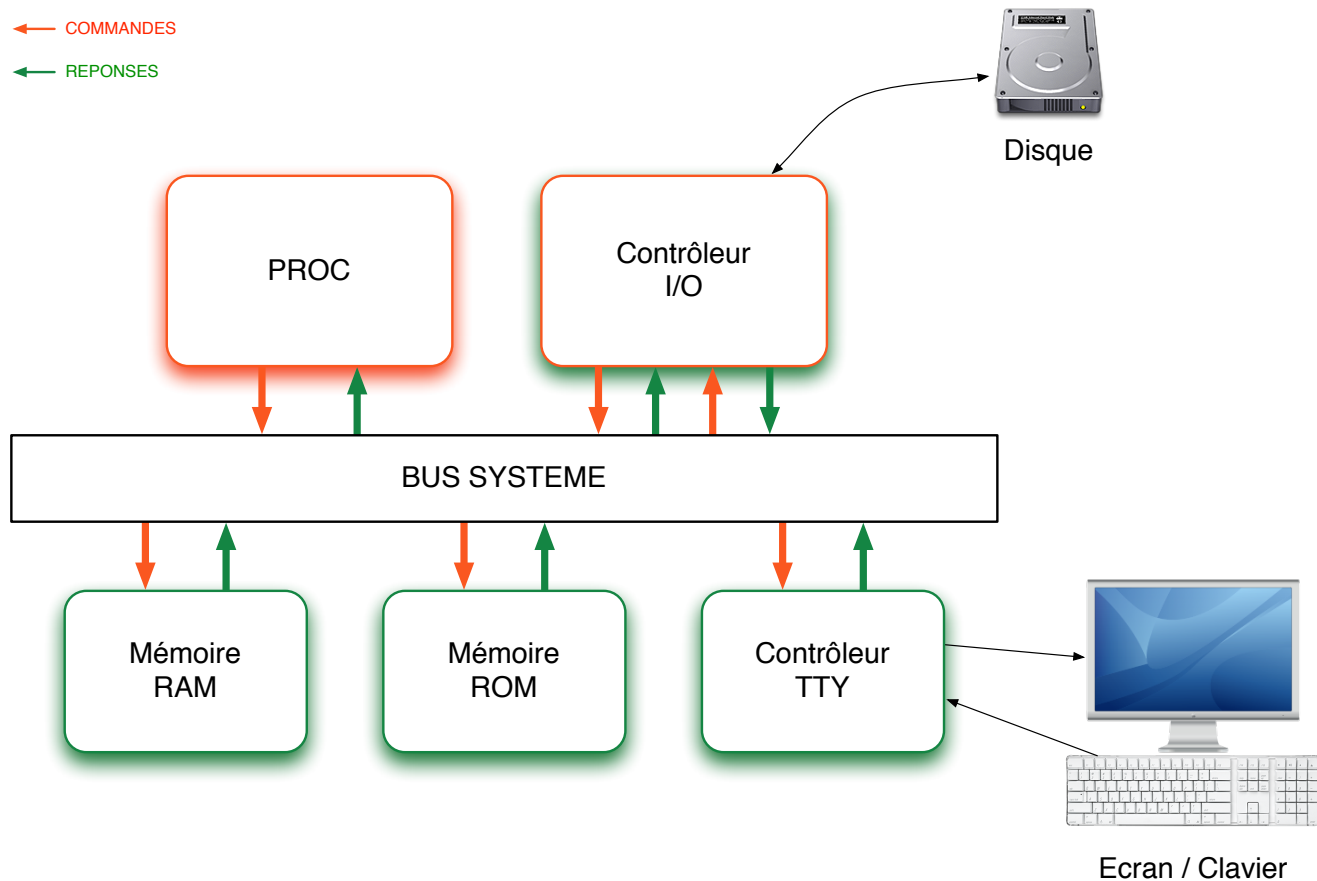 COMMANDES
REPONSES
Disque
PROC
Contrôleur
I/O
BUS SYSTEME
Mémoire
RAM
Mémoire
ROM
Contrôleur
TTY
Ecran / Clavier